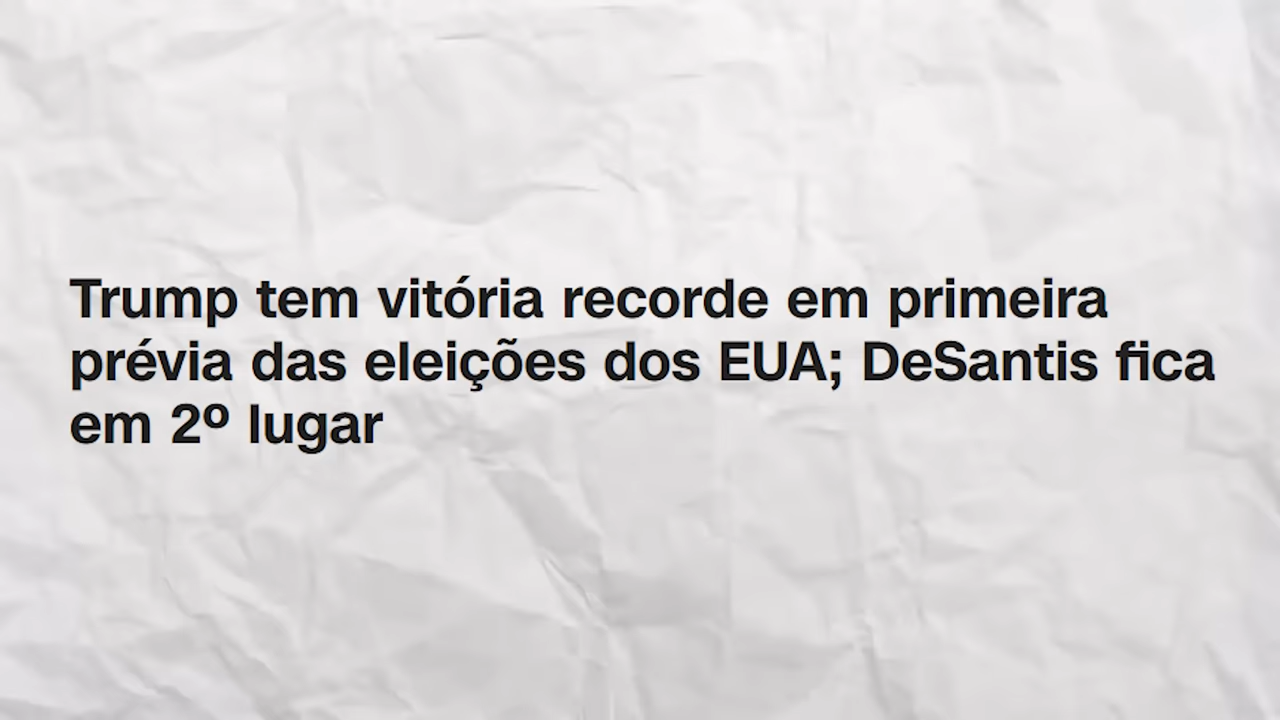 Trump tem vitória recorde em primeira
prévia das eleições dos EUA; DeSantis fica
em 2º lugar